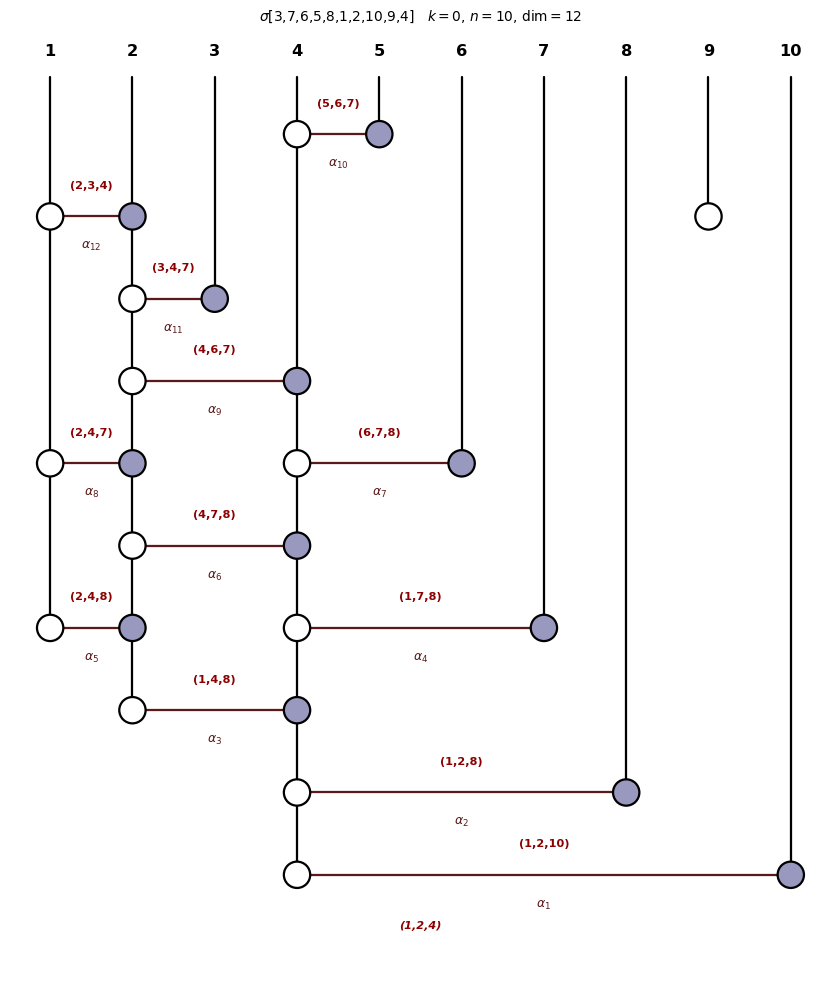 σ[3,7,6,5,8,1,2,10,9,4] k=0, n=10, dim=12
1 2 3 4 5 6 7 8 9 10
(5,6,7)
α10
(2,3,4)
α12
(3,4,7)
α11
(4,6,7)
α9
(2,4,7) (6,7,8)
α8 α7
(4,7,8)
α6
(2,4,8) (1,7,8)
α5 α4
(1,4,8)
α3
(1,2,8)
α2
(1,2,10)
α1
(1,2,4)